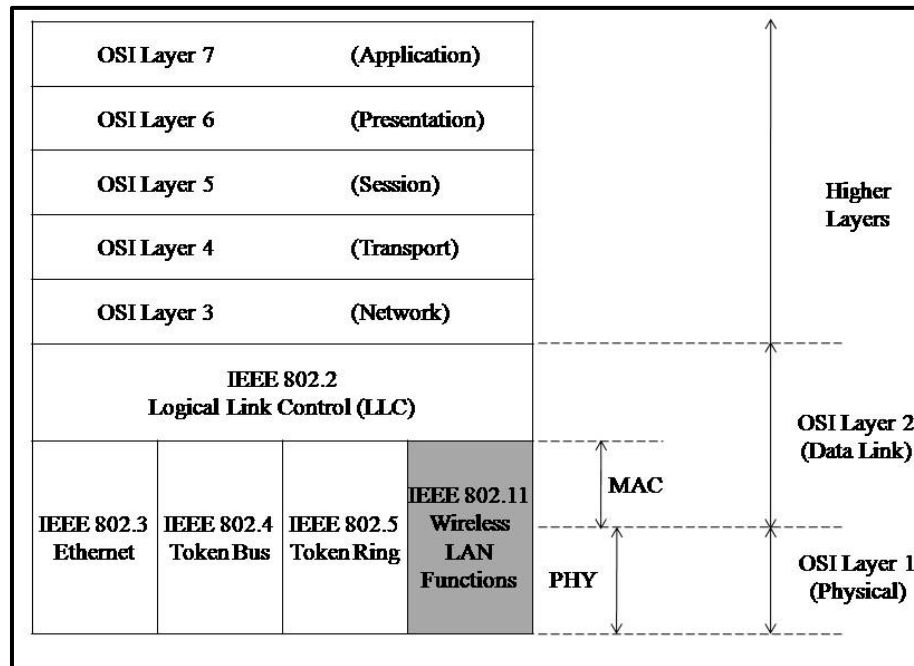 OSI Layer 7 (Application)
OSI Layer 6 (Presentation)
OSI Layer 5 (Session)
OSI Layer 4 (Transport)
OSI Layer 3 (Network)
Higher
Layers
IEEE 802.2
Logical Link Control (LLC)
OSI Layer 2
(Data Link)
MAC
IEEE 802.3
Ethernet
IEEE 802.4
Token Bus
IEEE 802.5
Token Ring
IEEE 802.11
Wireless
LAN
Functions
PHY
OSI Layer 1
(Physical)